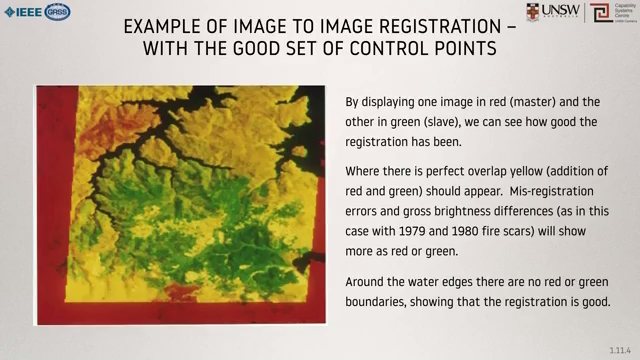 IEEE GRSS
UNSW
AUSTRALIA
Capability
Systems
Centre
EXAMPLE OF IMAGE TO IMAGE REGISTRATION –
WITH THE GOOD SET OF CONTROL POINTS
By displaying one image in red (master) and the
other in green (slave), we can see how good the
registration has been.
Where there is perfect overlap yellow (addition of
red and green) should appear. Mis-registration
errors and gross brightness differences (as in this
case with 1979 and 1980 fire scars) will show
more as red or green.
Around the water edges there are no red or green
boundaries, showing that the registration is good.
1.11.4